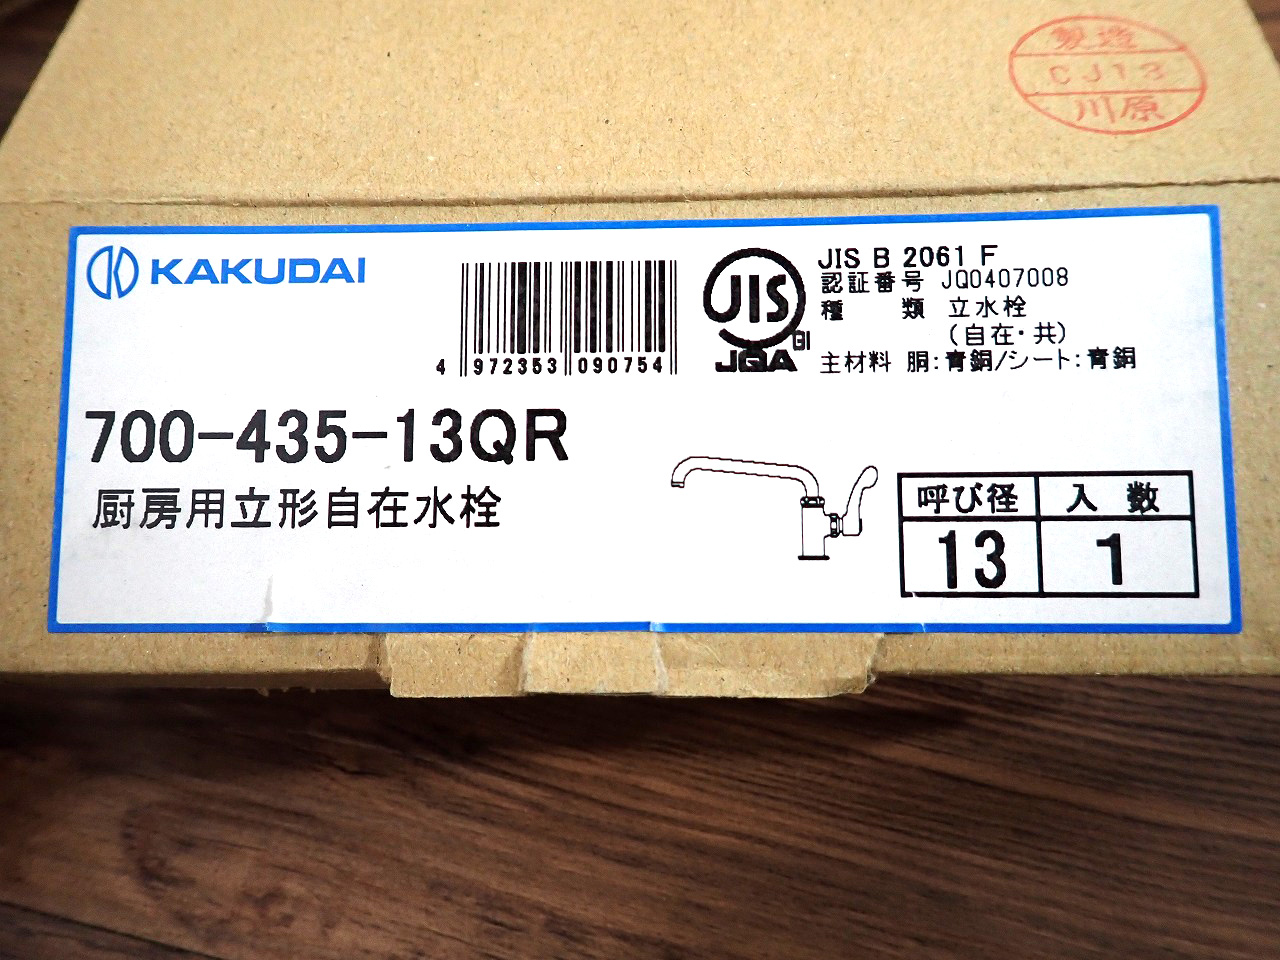 製造
CJ13
川原
KAKUDAI
4 972353 090754
JIS
GI
JQA
JIS B 2061 F
認証番号 JQ0407008
種 類 立水栓
(自在・共)
主材料 胴:青銅/シート:青銅
700-435-13QR
厨房用立形自在水栓
呼び径 入 数
13 1